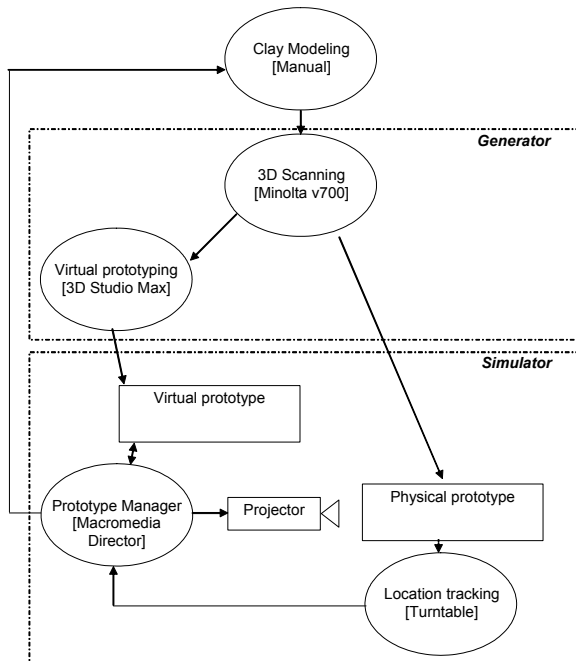 Clay Modeling
[Manual]
Generator
3D Scanning
[Minolta v700]
Virtual prototyping
[3D Studio Max]
Simulator
Virtual prototype
Prototype Manager
[Macromedia
Director]
Projector
Physical prototype
Location tracking
[Turntable]